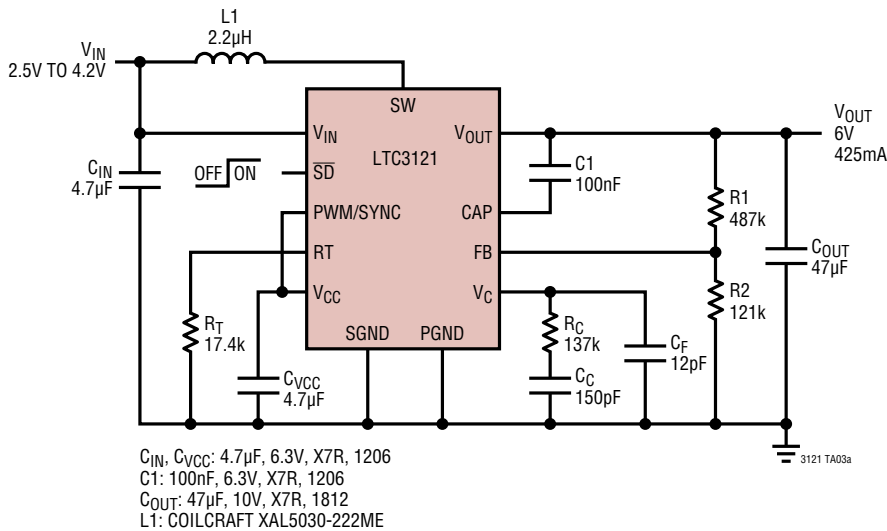 L1
2.2µH
VIN
2.5V TO 4.2V
SW
VIN
VOUT
LTC3121
VOUT
6V
425mA
CIN
4.7µF
OFF ON
SD
C1
100nF
R1
487k
PWM/SYNC
CAP
RT
FB
COUT
47µF
VCC
VC
R2
121k
RT
17.4k
SGND
PGND
RC
137k
CF
12pF
CVCC
4.7µF
CC
150pF
3121 TA03a
CIN, CVCC: 4.7µF, 6.3V, X7R, 1206
C1: 100nF, 6.3V, X7R, 1206
COUT: 47µF, 10V, X7R, 1812
L1: COILCRAFT XAL5030-222ME